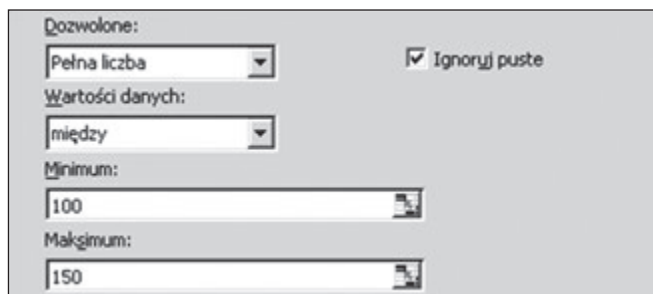 Dozwolone:
Pełna liczba
Ignoruj puste
Wartości danych:
między
Minimum:
100
Maksimum:
150